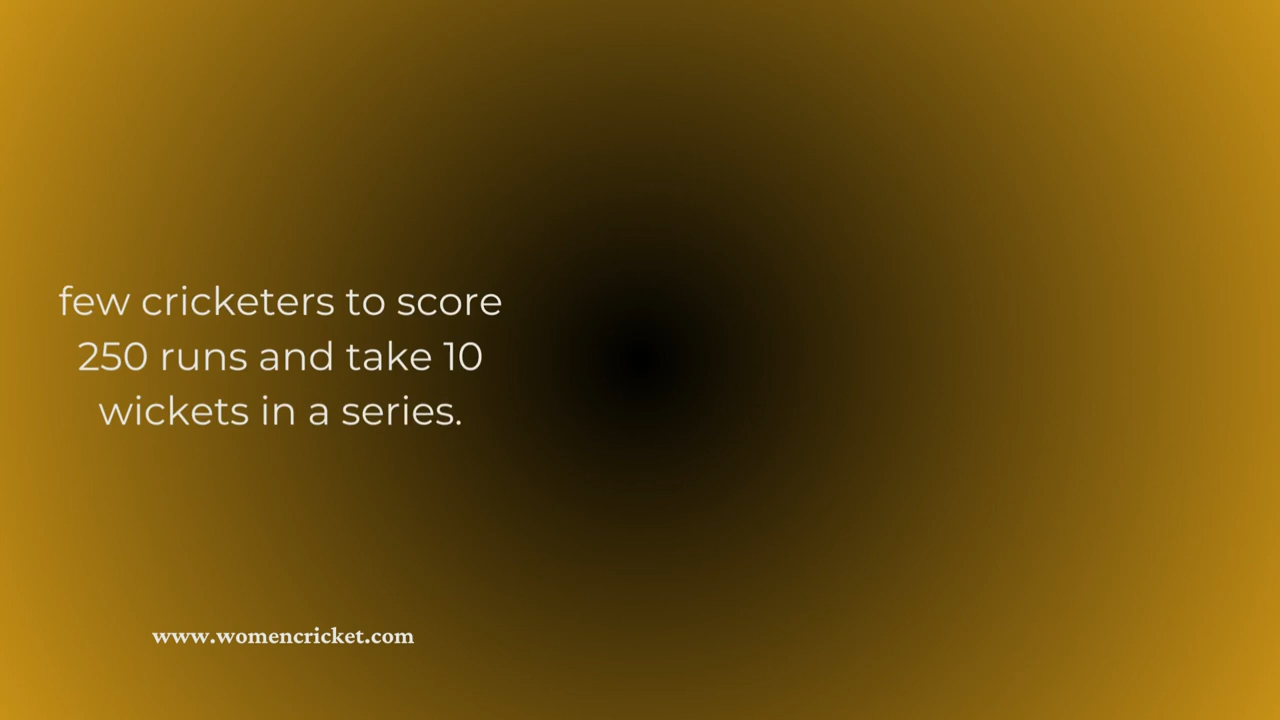 few cricketers to score
250 runs and take 10
wickets in a series.
www.womencricket.com